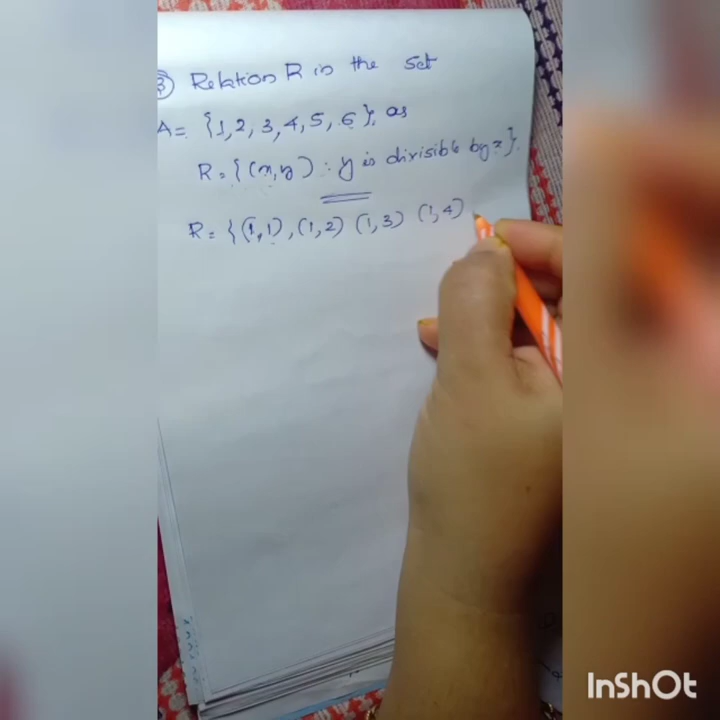 3) Relation R in the set
A = {1, 2, 3, 4, 5, 6}, as
R = {(x, y) : y is divisible by x}.
R = {(1,1), (1,2) (1,3) (1,4)
InShOt